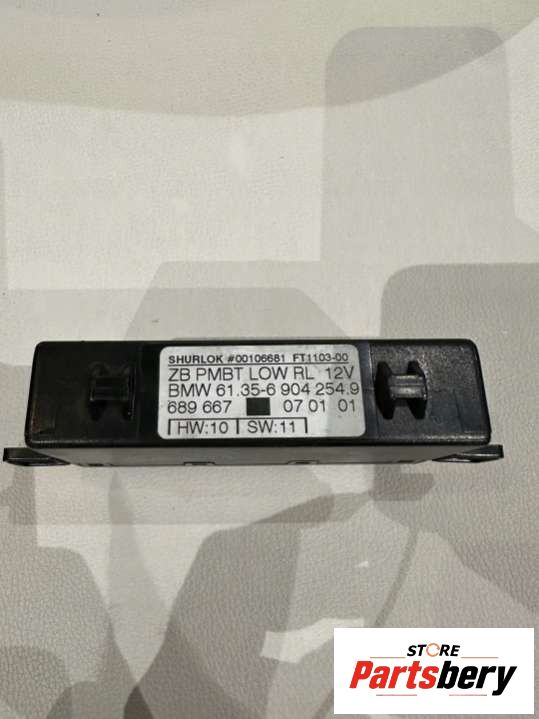 SHURLOK #00106681 FT1103-00
ZB PMBT LOW RL 12V
BMW 61.35-6 904 254.9
689 667 07 01 01
HW:10 SW:11
STORE
Partsbery